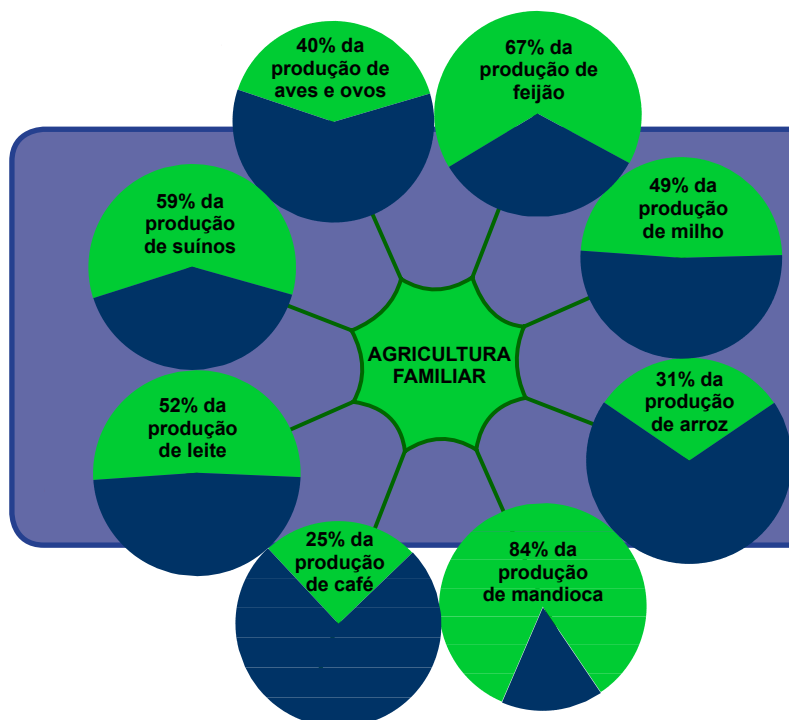 40% da
produção de
aves e ovos
67% da
produção de
feijão
59% da
produção
de suínos
49% da
produção
de milho
AGRICULTURA
FAMILIAR
52% da
produção
de leite
31% da
produção
de arroz
25% da
produção
de café
84% da
produção
de mandioca